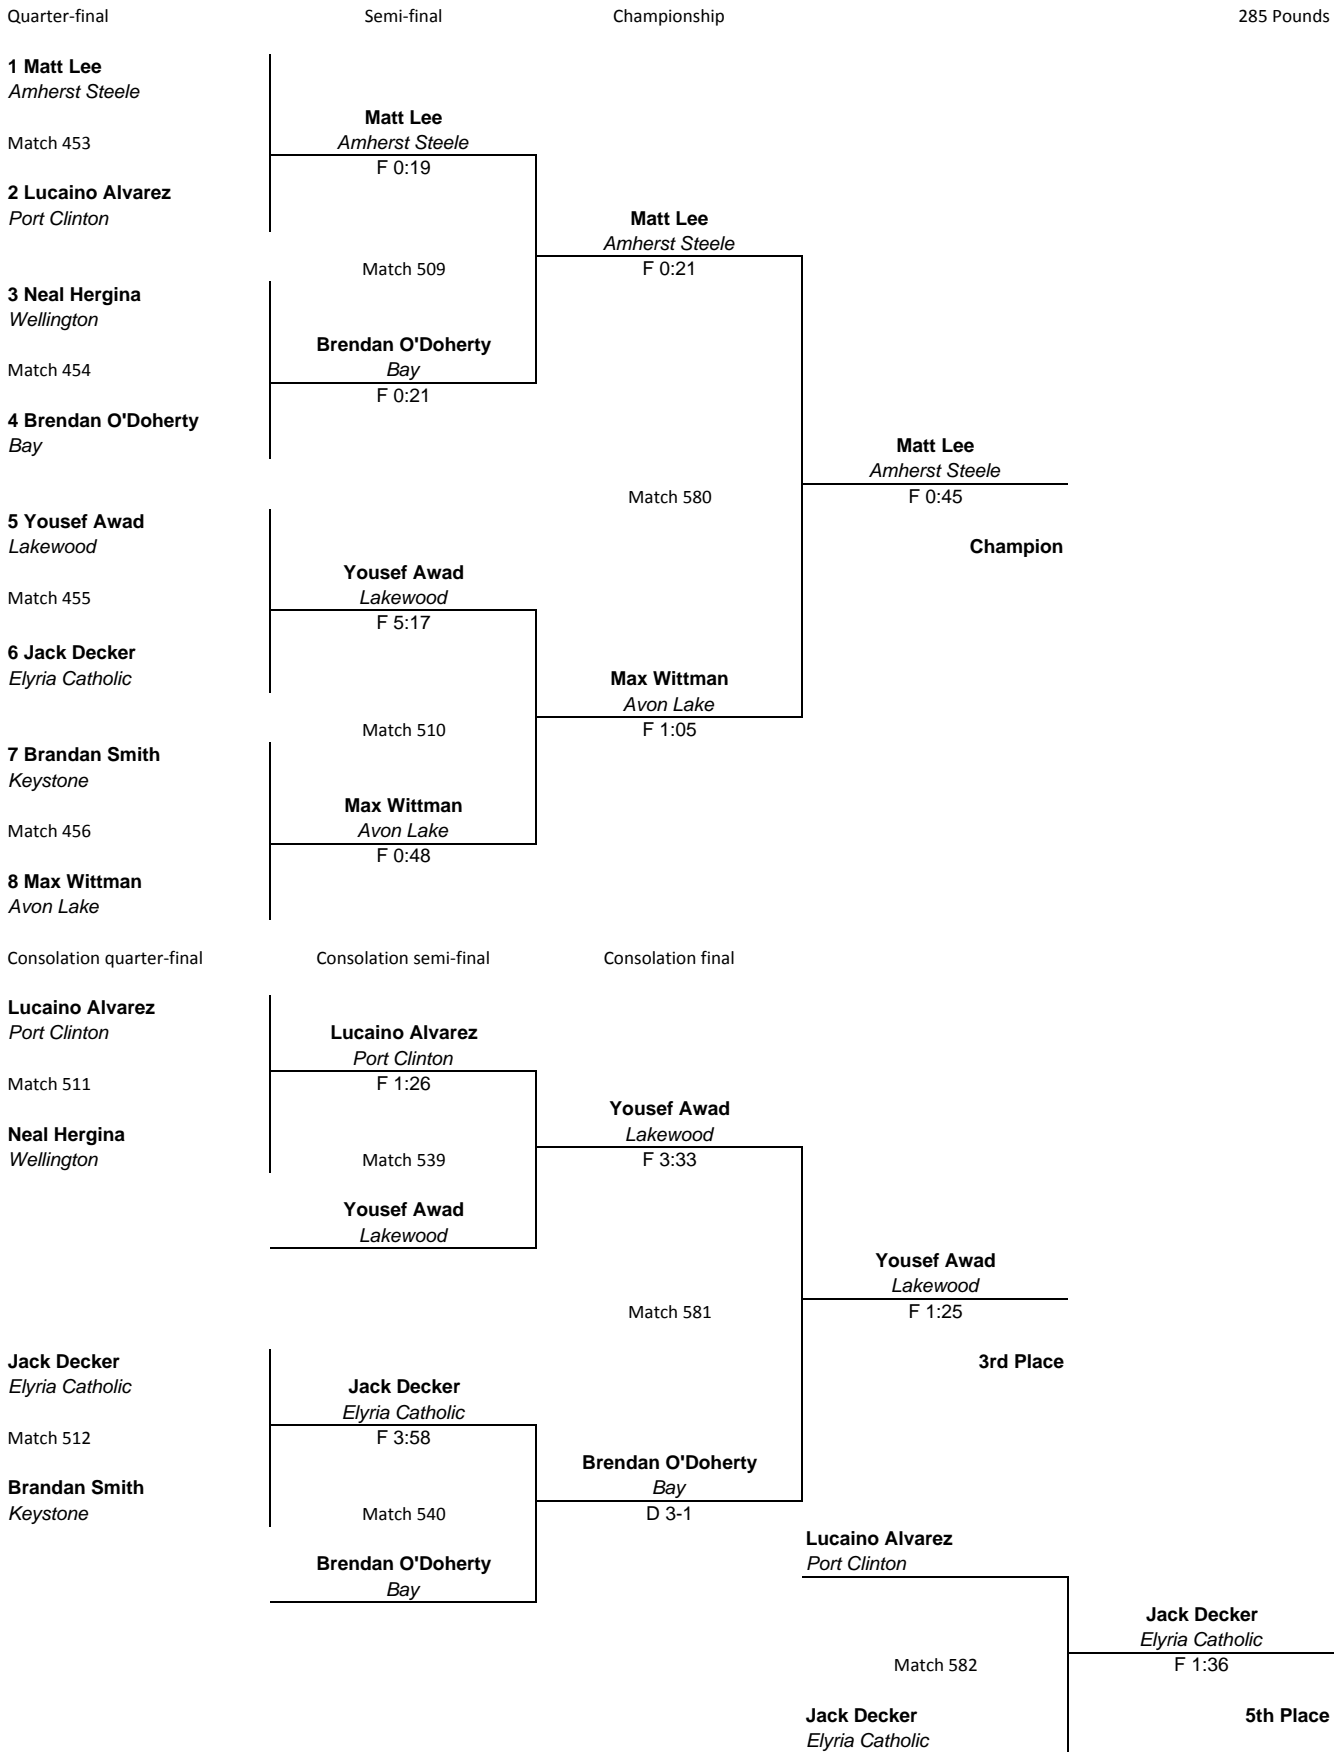 Quarter-final Semi-final Championship 285 Pounds
1 Matt Lee
Amherst Steele
Matt Lee
Match 453 Amherst Steele
F 0:19
2 Lucaino Alvarez
Port Clinton Matt Lee
Amherst Steele
Match 509 F 0:21
3 Neal Hergina
Wellington
Brendan O'Doherty
Match 454 Bay
F 0:21
4 Brendan O'Doherty
Bay Matt Lee
Amherst Steele
Match 580 F 0:45
5 Yousef Awad
Lakewood Champion
Yousef Awad
Match 455 Lakewood
F 5:17
6 Jack Decker
Elyria Catholic Max Wittman
Avon Lake
Match 510 F 1:05
7 Brandan Smith
Keystone
Max Wittman
Match 456 Avon Lake
F 0:48
8 Max Wittman
Avon Lake
Consolation quarter-final Consolation semi-final Consolation final
Lucaino Alvarez
Port Clinton Lucaino Alvarez
Port Clinton
Match 511 F 1:26
Yousef Awad
Neal Hergina Lakewood
Wellington Match 539 F 3:33
Yousef Awad
Lakewood
Yousef Awad
Lakewood
Match 581 F 1:25
Jack Decker 3rd Place
Elyria Catholic Jack Decker
Elyria Catholic
Match 512 F 3:58
Brendan O'Doherty
Brandan Smith Bay
Keystone Match 540 D 3-1
Lucaino Alvarez
Brendan O'Doherty Port Clinton
Bay
Jack Decker
Elyria Catholic
Match 582 F 1:36
Jack Decker 5th Place
Elyria Catholic